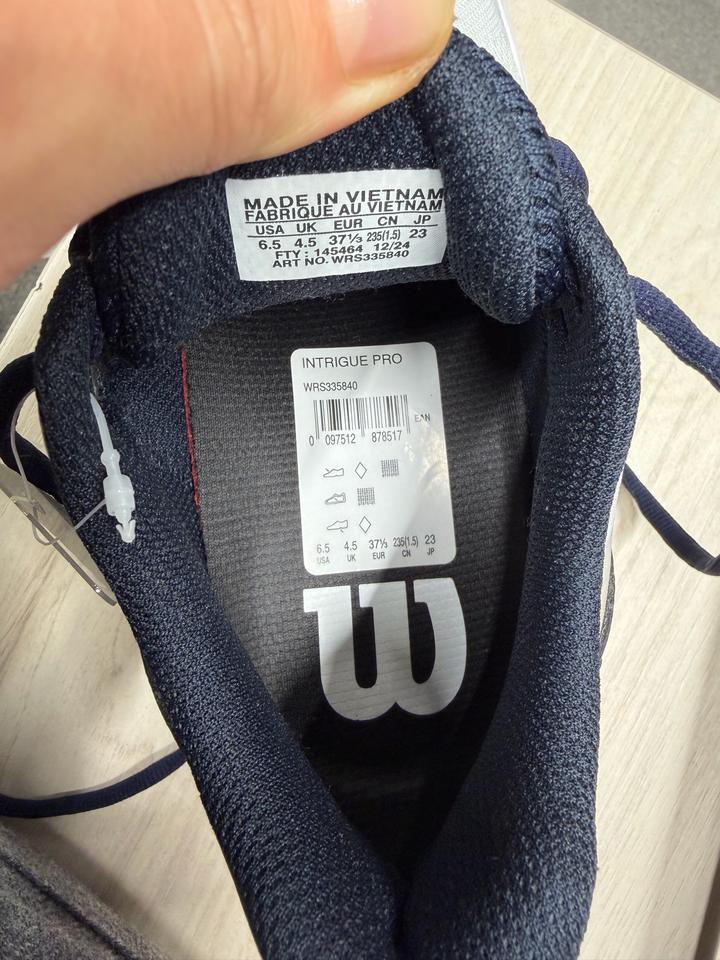 MADE IN VIETNAM
FABRIQUE AU VIETNAM
USA UK EUR CN JP
6.5 4.5 37⅓ 235(1.5) 23
FTY : 145464 12/24
ART NO. WRS335840
INTRIGUE PRO
WRS335840
EAN
0 097512 878517
6.5 4.5 37⅓ 235(1.5) 23
USA UK EUR CN JP
W